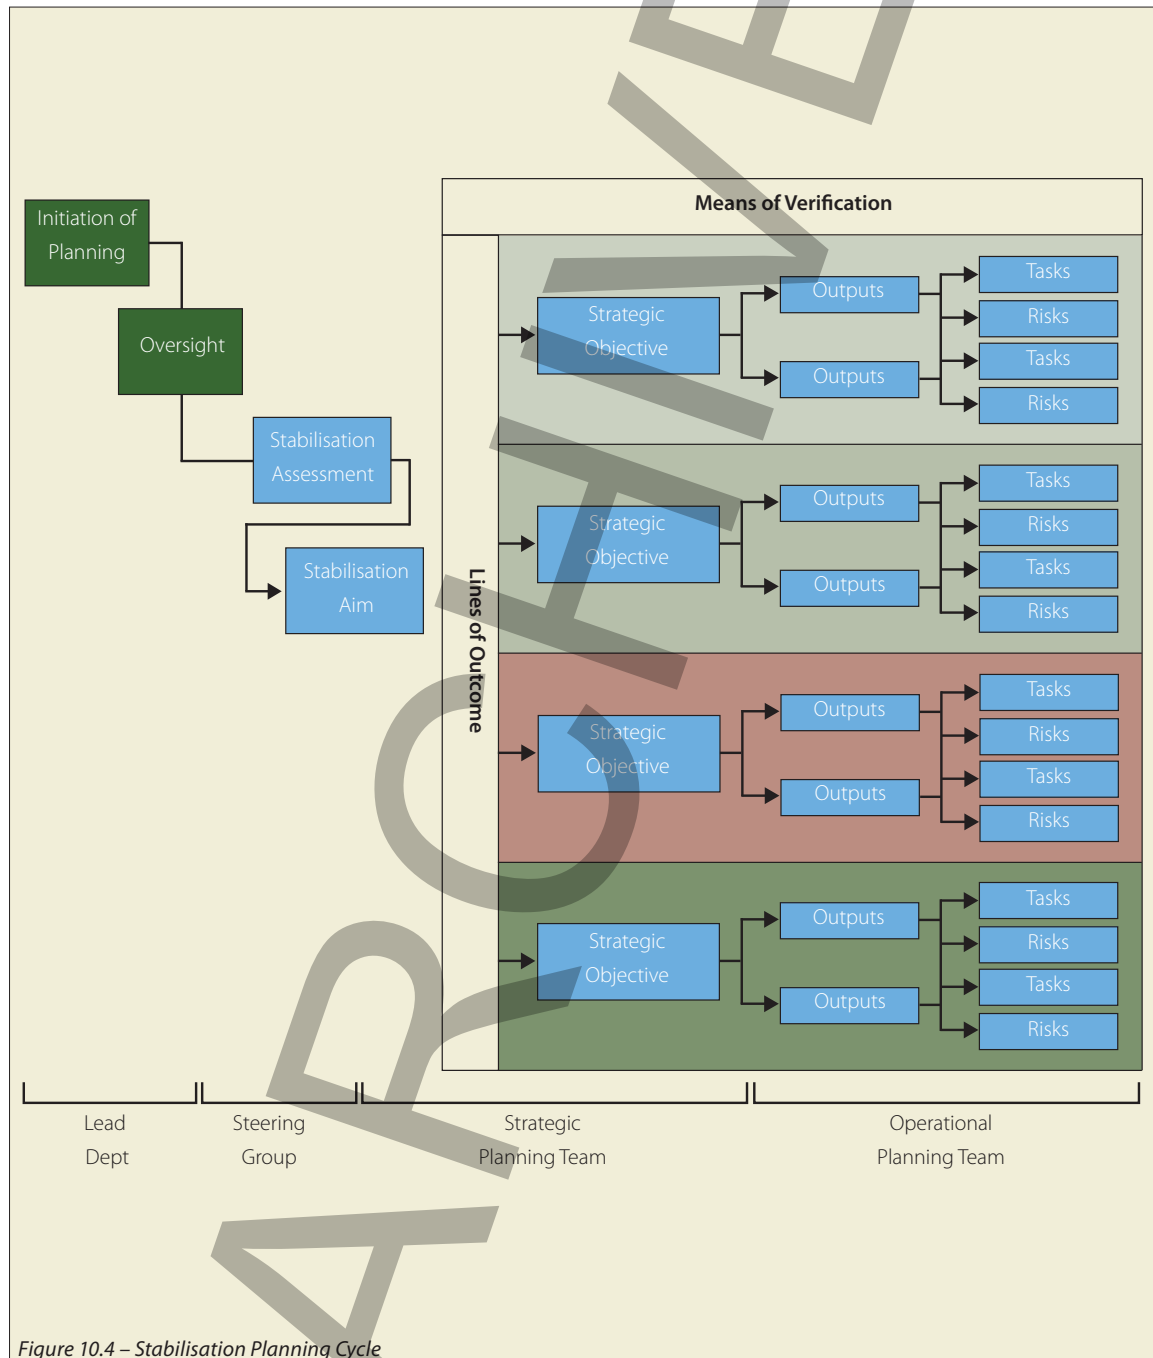 Means of Verification
Initiation of
Planning
Oversight
Stabilisation
Assessment
Stabilisation
Aim
Lines of Outcome
Strategic
Objective
Outputs
Outputs
Tasks
Risks
Tasks
Risks
Strategic
Objective
Outputs
Outputs
Tasks
Risks
Tasks
Risks
Strategic
Objective
Outputs
Outputs
Tasks
Risks
Tasks
Risks
Strategic
Objective
Outputs
Outputs
Tasks
Risks
Tasks
Risks
Lead
Dept
Steering
Group
Strategic
Planning Team
Operational
Planning Team
Figure 10.4 – Stabilisation Planning Cycle
ARCHIVE